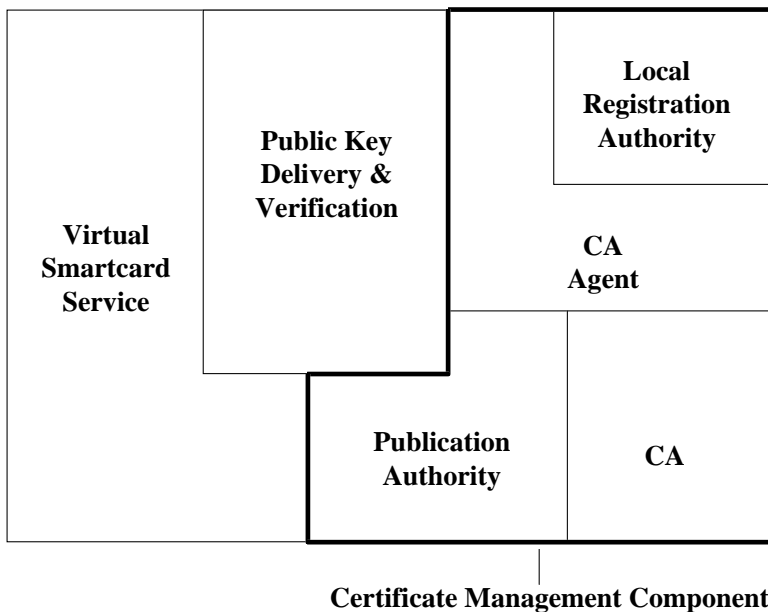 Local
Registration
Authority
Public Key
Delivery &
Verification
Virtual
Smartcard
Service
CA
Agent
Publication
Authority
CA
Certificate Management Component